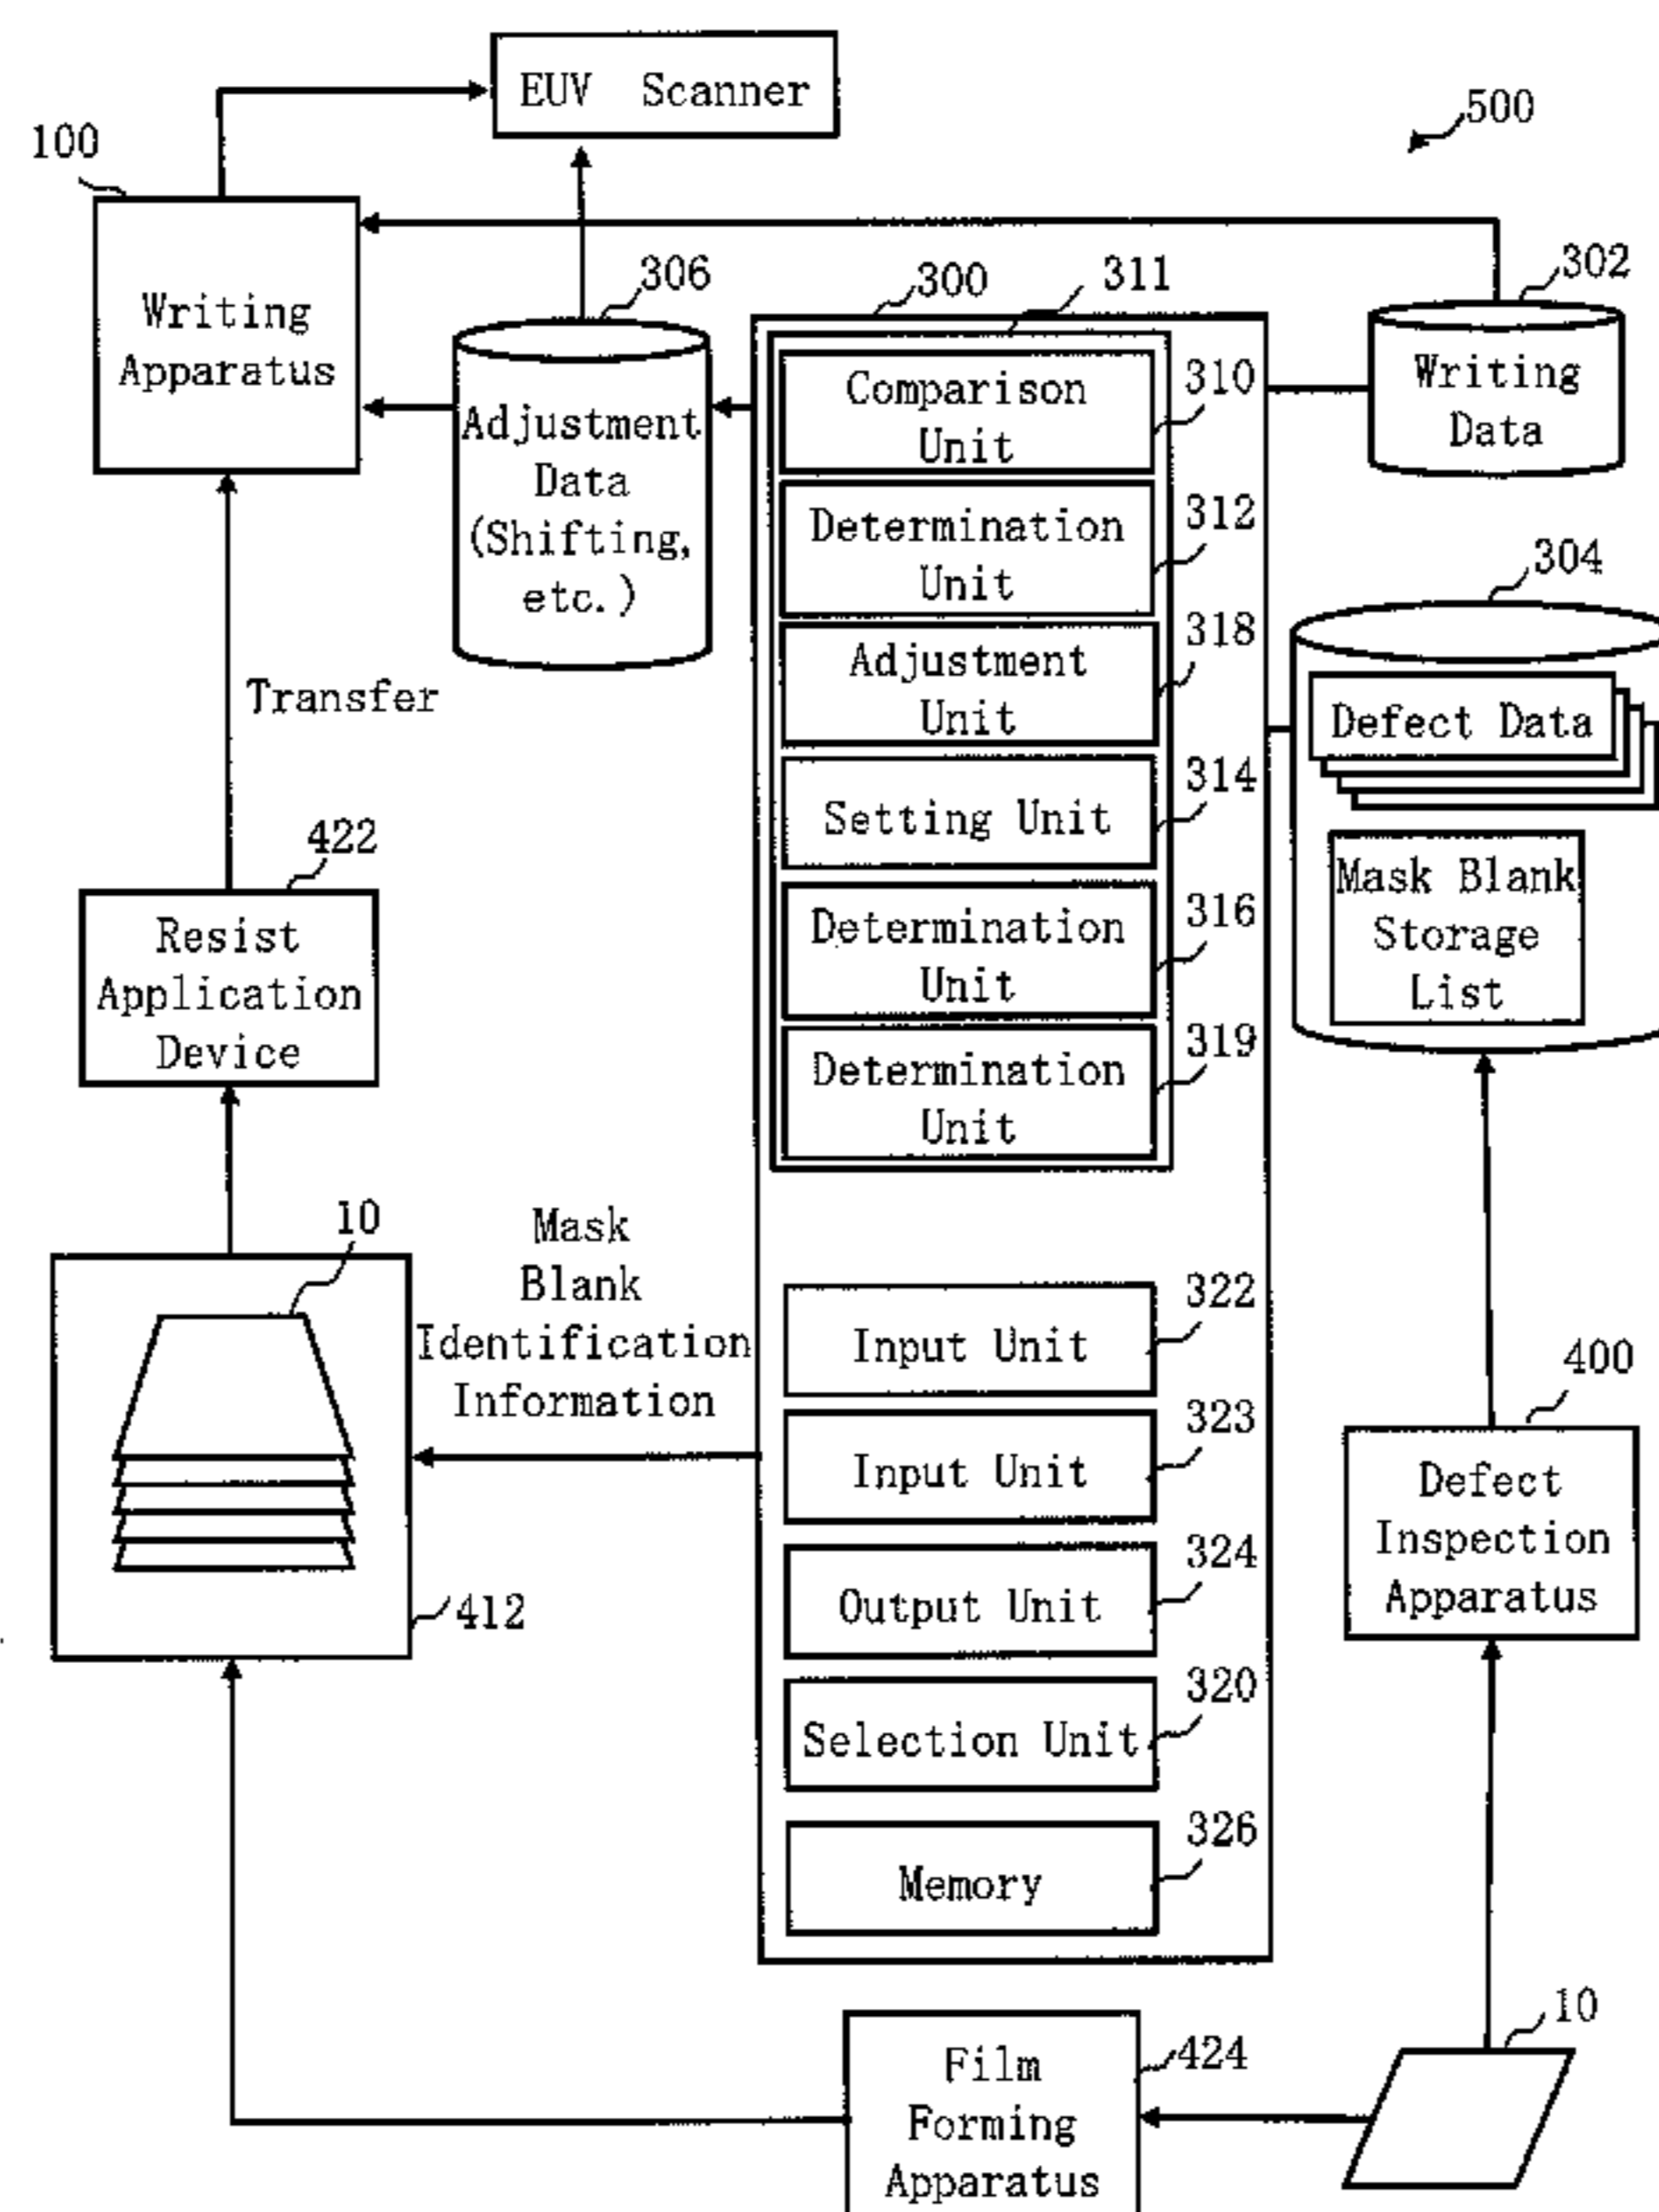 EUV Scanner
500
100
Writing
Apparatus
306
Adjustment
Data
(Shifting,
etc.)
300
311
Comparison
Unit
310
Determination
Unit
312
Adjustment
Unit
318
Setting Unit
314
Determination
Unit
316
Determination
Unit
319
302
Writing
Data
304
Defect Data
Mask Blank
Storage
List
Transfer
422
Resist
Application
Device
10
412
Mask
Blank
Identification
Information
Input Unit
322
Input Unit
323
Output Unit
324
Selection Unit
320
Memory
326
400
Defect
Inspection
Apparatus
10
Film
Forming
Apparatus
424